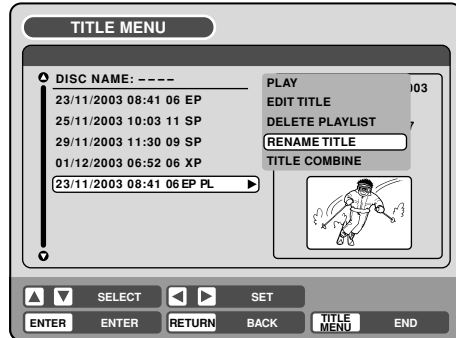 TITLE MENU
DISC NAME: – – – –
23/11/2003 08:41 06 EP
25/11/2003 10:03 11 SP
29/11/2003 11:30 09 SP
01/12/2003 06:52 06 XP
23/11/2003 08:41 06 EP PL
PLAY
EDIT TITLE
DELETE PLAYLIST
RENAME TITLE
TITLE COMBINE
003
SELECT
SET
ENTER ENTER
RETURN BACK
TITLE MENU END